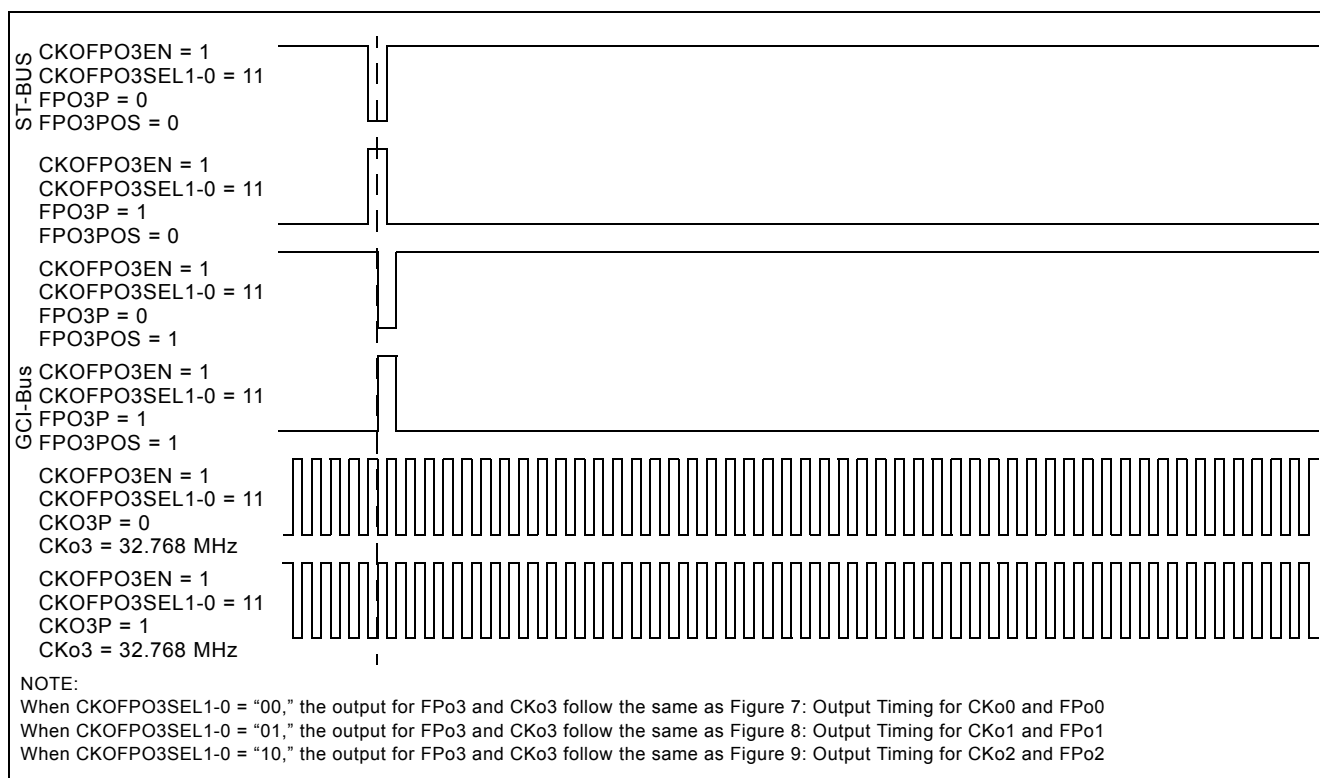 ST-BUS
CKOFPO3EN = 1
CKOFPO3SEL1-0 = 11
FPO3P = 0
FPO3POS = 0
CKOFPO3EN = 1
CKOFPO3SEL1-0 = 11
FPO3P = 1
FPO3POS = 0
CKOFPO3EN = 1
CKOFPO3SEL1-0 = 11
FPO3P = 0
FPO3POS = 1
GCI-Bus
CKOFPO3EN = 1
CKOFPO3SEL1-0 = 11
FPO3P = 1
FPO3POS = 1
CKOFPO3EN = 1
CKOFPO3SEL1-0 = 11
CKO3P = 0
CKo3 = 32.768 MHz
CKOFPO3EN = 1
CKOFPO3SEL1-0 = 11
CKO3P = 1
CKo3 = 32.768 MHz
NOTE:
When CKOFPO3SEL1-0 = “00,” the output for FPo3 and CKo3 follow the same as Figure 7: Output Timing for CKo0 and FPo0
When CKOFPO3SEL1-0 = “01,” the output for FPo3 and CKo3 follow the same as Figure 8: Output Timing for CKo1 and FPo1
When CKOFPO3SEL1-0 = “10,” the output for FPo3 and CKo3 follow the same as Figure 9: Output Timing for CKo2 and FPo2